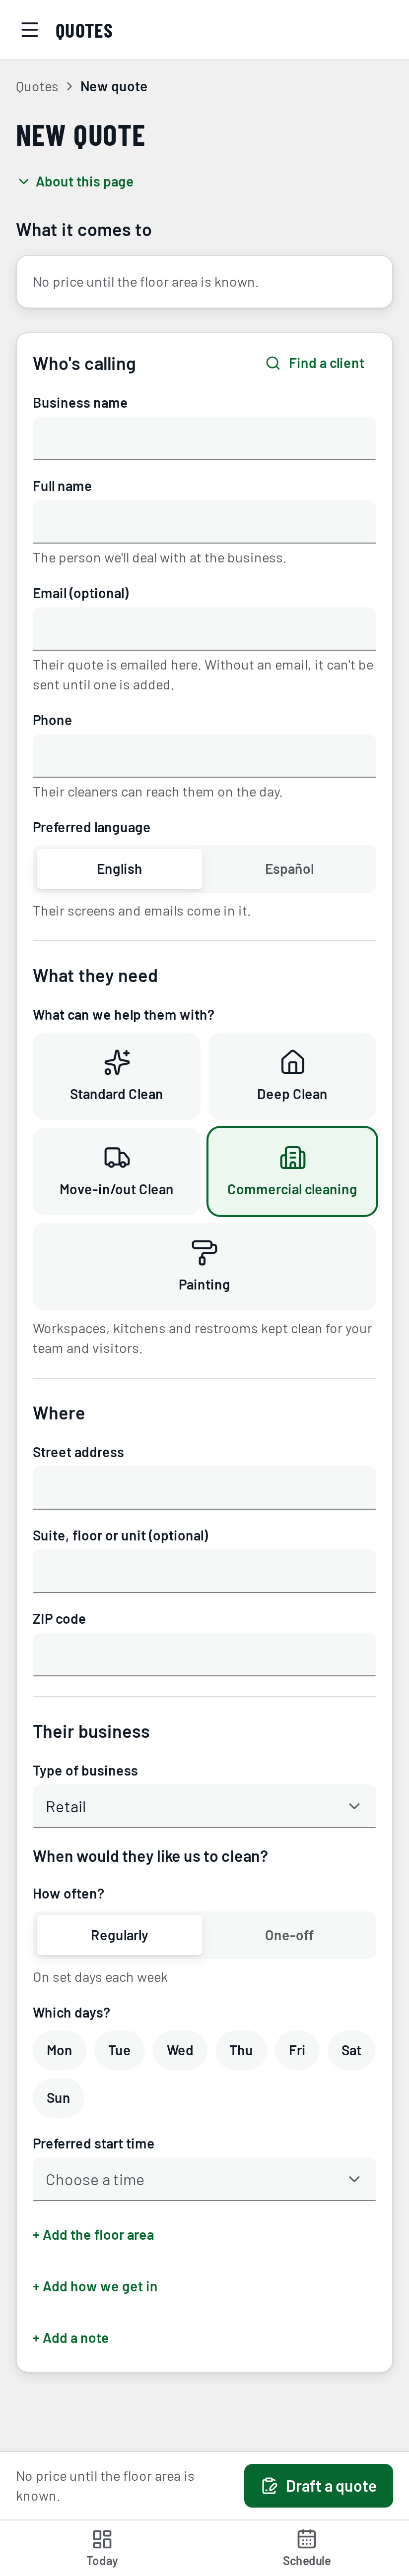 QUOTES
Quotes > New quote
NEW QUOTE
About this page
What it comes to
No price until the floor area is known.
Who's calling
Find a client
Business name
Full name
The person we'll deal with at the business.
Email (optional)
Their quote is emailed here. Without an email, it can't be
sent until one is added.
Phone
Their cleaners can reach them on the day.
Preferred language
English
Español
Their screens and emails come in it.
What they need
What can we help them with?
Standard Clean
Deep Clean
Move-in/out Clean
Commercial cleaning
Painting
Workspaces, kitchens and restrooms kept clean for your
team and visitors.
Where
Street address
Suite, floor or unit (optional)
ZIP code
Their business
Type of business
Retail
When would they like us to clean?
How often?
Regularly
One-off
On set days each week
Which days?
Mon Tue Wed Thu Fri Sat
Sun
Preferred start time
Choose a time
+ Add the floor area
+ Add how we get in
+ Add a note
No price until the floor area is
known.
Draft a quote
Today
Schedule